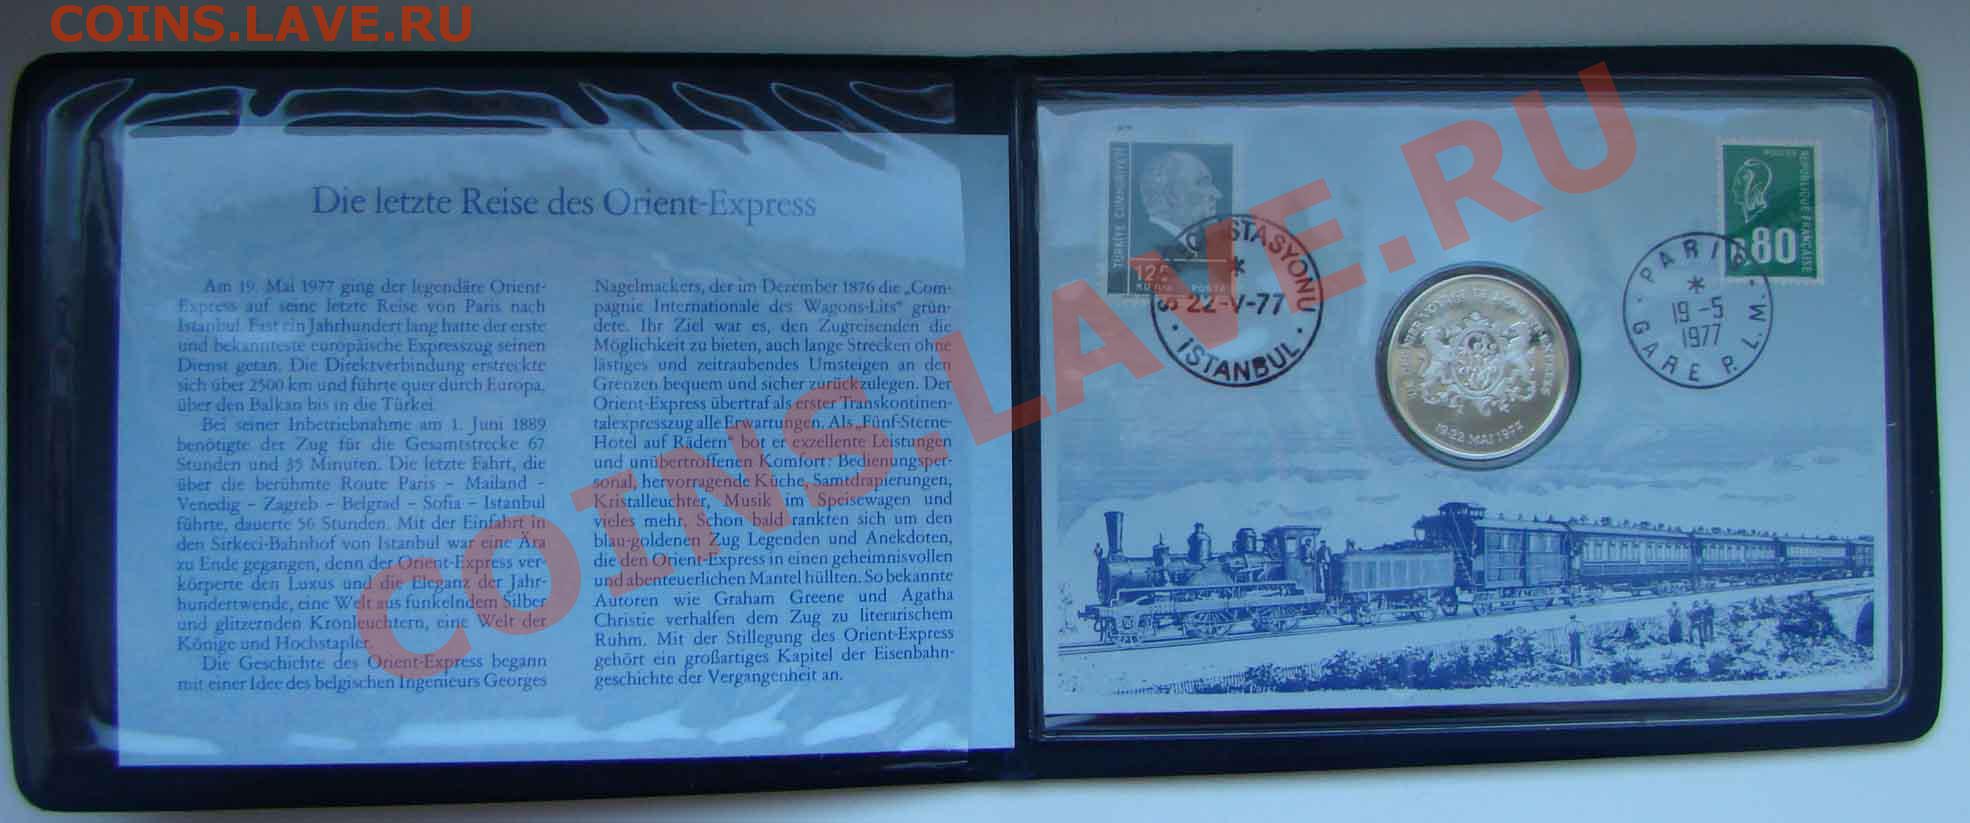 COINS.LAVE.RU
Die letzte Reise des Orient-Express
Am 19. Mai 1977 ging der legendäre Orient-
Express auf seine letzte Reise von Paris nach
Istanbul. Fast ein Jahrhundert lang hatte der erste
und bekannteste europäische Expresszug seinen
Dienst getan. Die Direktverbindung erstreckte
sich über 2500 km und führte quer durch Europa,
über den Balkan bis in die Türkei.
Bei seiner Inbetriebnahme am 1. Juni 1889
benötigte der Zug für die Gesamtstrecke 67
Stunden und 35 Minuten. Die letzte Fahrt, die
über die berühmte Route Paris – Mailand –
Venedig – Zagreb – Belgrad – Sofia – Istanbul
führte, dauerte 56 Stunden. Mit der Einfahrt in
den Sirkeci-Bahnhof von Istanbul war eine Ära
zu Ende gegangen, denn der Orient-Express ver-
körperte den Luxus und die Eleganz der Jahr-
hundertwende, eine Welt aus funkelndem Silber
und glitzernden Kronleuchtern, eine Welt der
Könige und Hochstapler.
Die Geschichte des Orient-Express begann
mit einer Idee des belgischen Ingenieurs Georges
Nagelmackers, der im Dezember 1876 die „Com-
pagnie Internationale des Wagons-Lits“ grün-
dete. Ihr Ziel war es, den Zugreisenden die
Möglichkeit zu bieten, auch lange Strecken ohne
lästiges und zeitraubendes Umsteigen an den
Grenzen bequem und sicher zurückzulegen. Der
Orient-Express übertraf als erster Transkontinen-
talexpresszug alle Erwartungen. Als „Fünf-Sterne-
Hotel auf Rädern“ bot er exzellente Leistungen
und unübertroffenen Komfort: Bedienungsper-
sonal, hervorragende Küche, Samtdrapierungen,
Kristalleuchter, Musik im Speisewagen und
vieles mehr. Schon bald rankten sich um den
blau-goldenen Zug Legenden und Anekdoten,
die den Orient-Express in einen geheimnisvollen
und abenteuerlichen Mantel hüllten. So bekannte
Autoren wie Graham Greene und Agatha
Christie verhalfen dem Zug zu literarischem
Ruhm. Mit der Stillegung des Orient-Express
gehört ein großartiges Kapitel der Eisenbahn-
geschichte der Vergangenheit an.
TÜRKİYE CUMHURİYETİ
125
KURUŞ POSTA
STASYONU
*
22-V-77
· ISTANBUL ·
REPUBLIQUE FRANÇAISE
0.80
PARIS
*
19-5
1977
GARE P. L. M.
19-22 MAI 1977
COINS.LAVE.RU